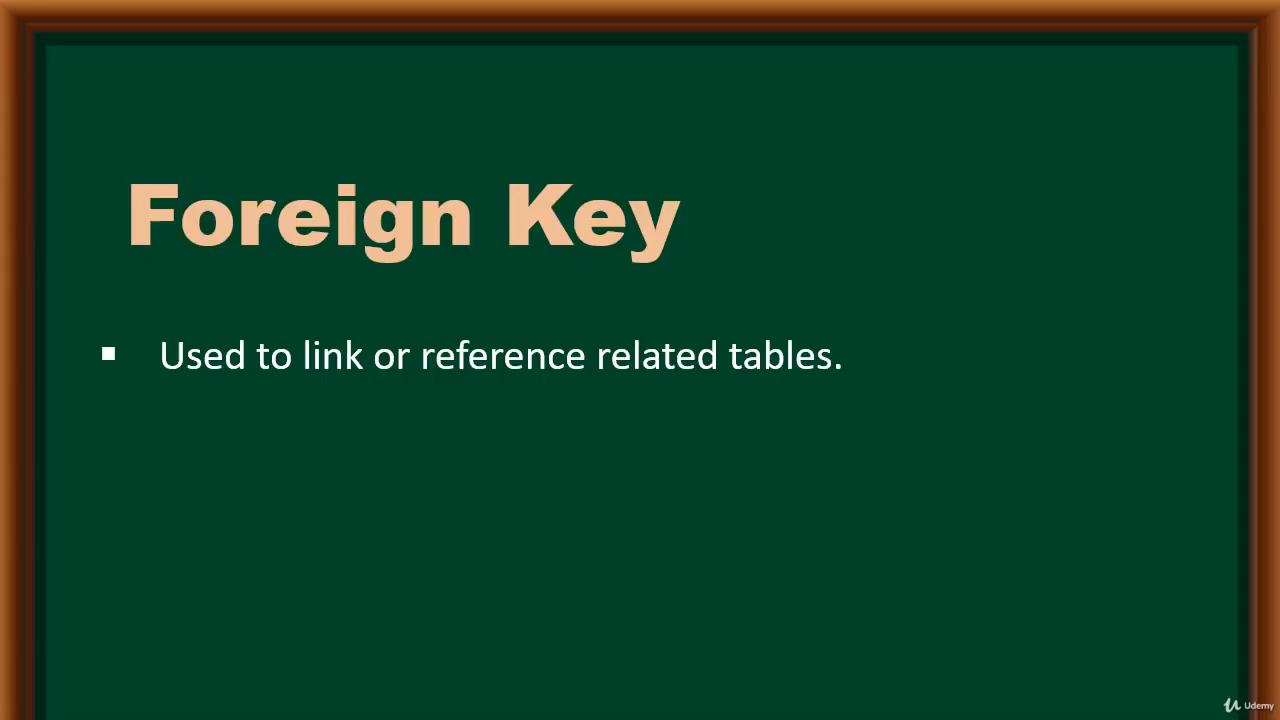 Foreign Key
▪ Used to link or reference related tables.
Udemy